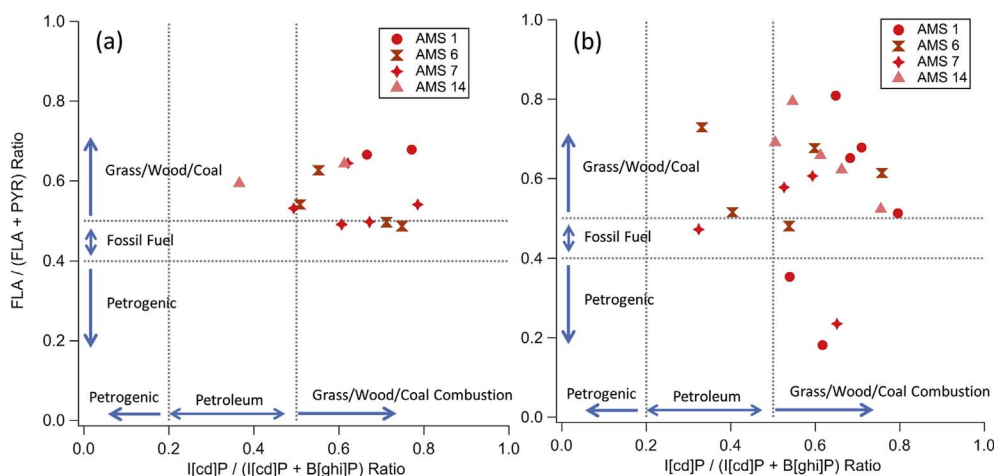 (a)
AMS 1
AMS 6
AMS 7
AMS 14
1.0
0.8
0.6
0.4
0.2
0.0
FLA / (FLA + PYR) Ratio
Grass/Wood/Coal
Fossil Fuel
Petrogenic
Petrogenic
Petroleum
Grass/Wood/Coal Combustion
0.0 0.2 0.4 0.6 0.8 1.0
I[cd]P / (I[cd]P + B[ghi]P) Ratio
(b)
AMS 1
AMS 6
AMS 7
AMS 14
1.0
0.8
0.6
0.4
0.2
0.0
Grass/Wood/Coal
Fossil Fuel
Petrogenic
Petrogenic
Petroleum
Grass/Wood/Coal Combustion
0.0 0.2 0.4 0.6 0.8 1.0
I[cd]P / (I[cd]P + B[ghi]P) Ratio